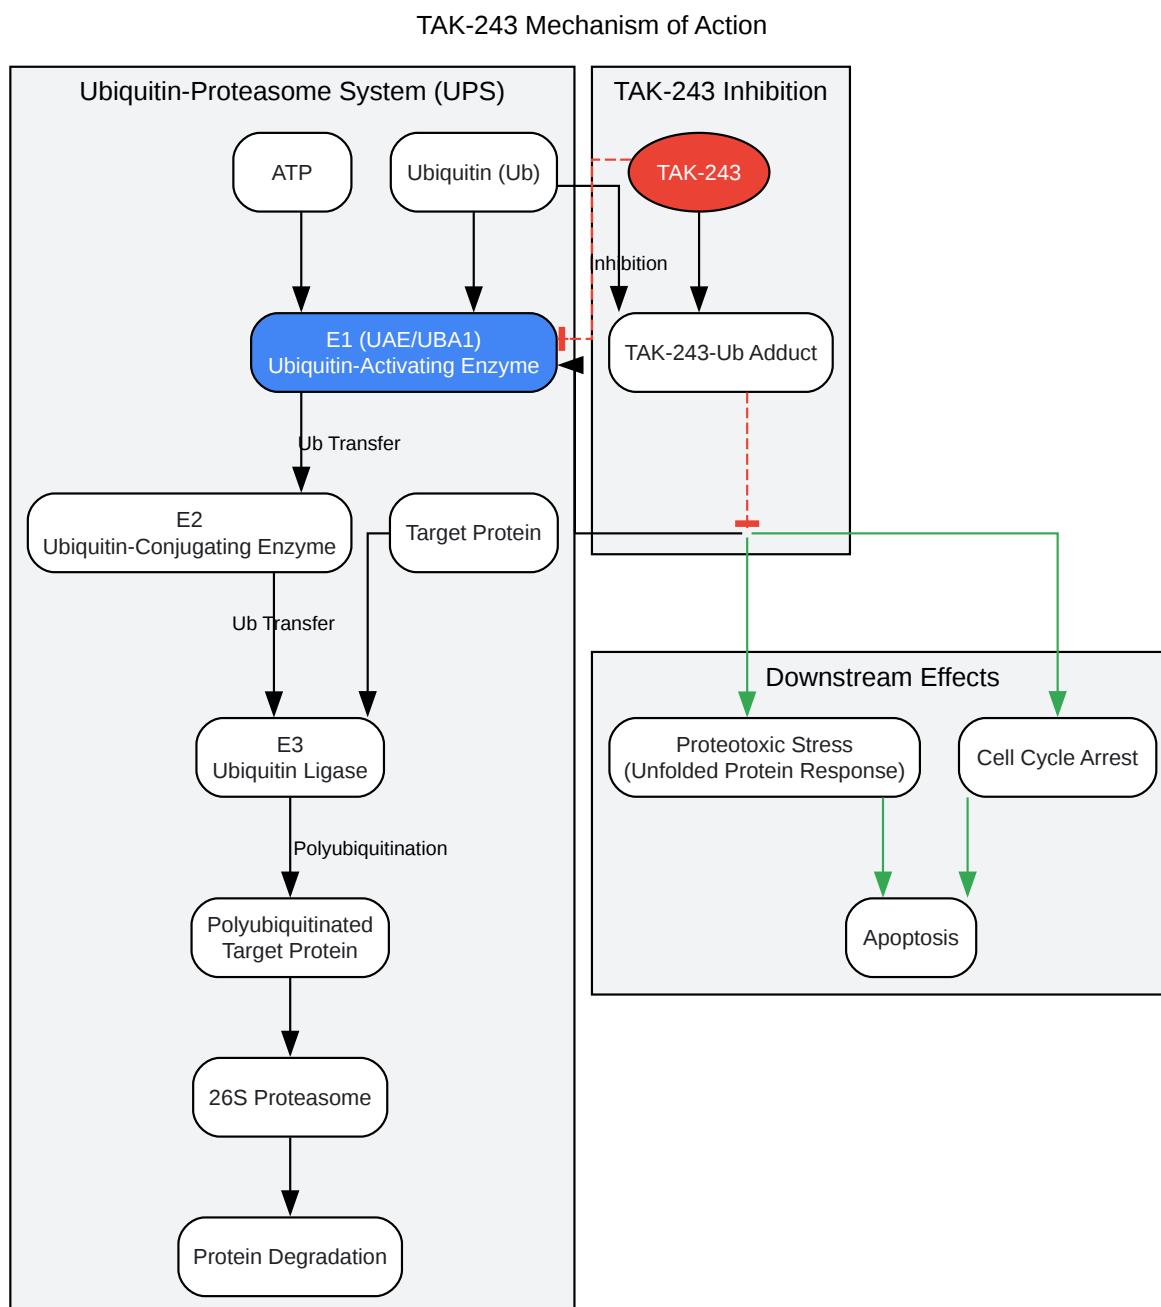 TAK-243 Mechanism of Action
Ubiquitin-Proteasome System (UPS)
TAK-243 Inhibition
ATP
Ubiquitin (Ub)
TAK-243
Inhibition
E1 (UAE/UBA1)
Ubiquitin-Activating Enzyme
TAK-243-Ub Adduct
Ub Transfer
E2
Ubiquitin-Conjugating Enzyme
Target Protein
Ub Transfer
Downstream Effects
E3
Ubiquitin Ligase
Proteotoxic Stress
(Unfolded Protein Response)
Cell Cycle Arrest
Polyubiquitination
Polyubiquitinated
Target Protein
Apoptosis
26S Proteasome
Protein Degradation